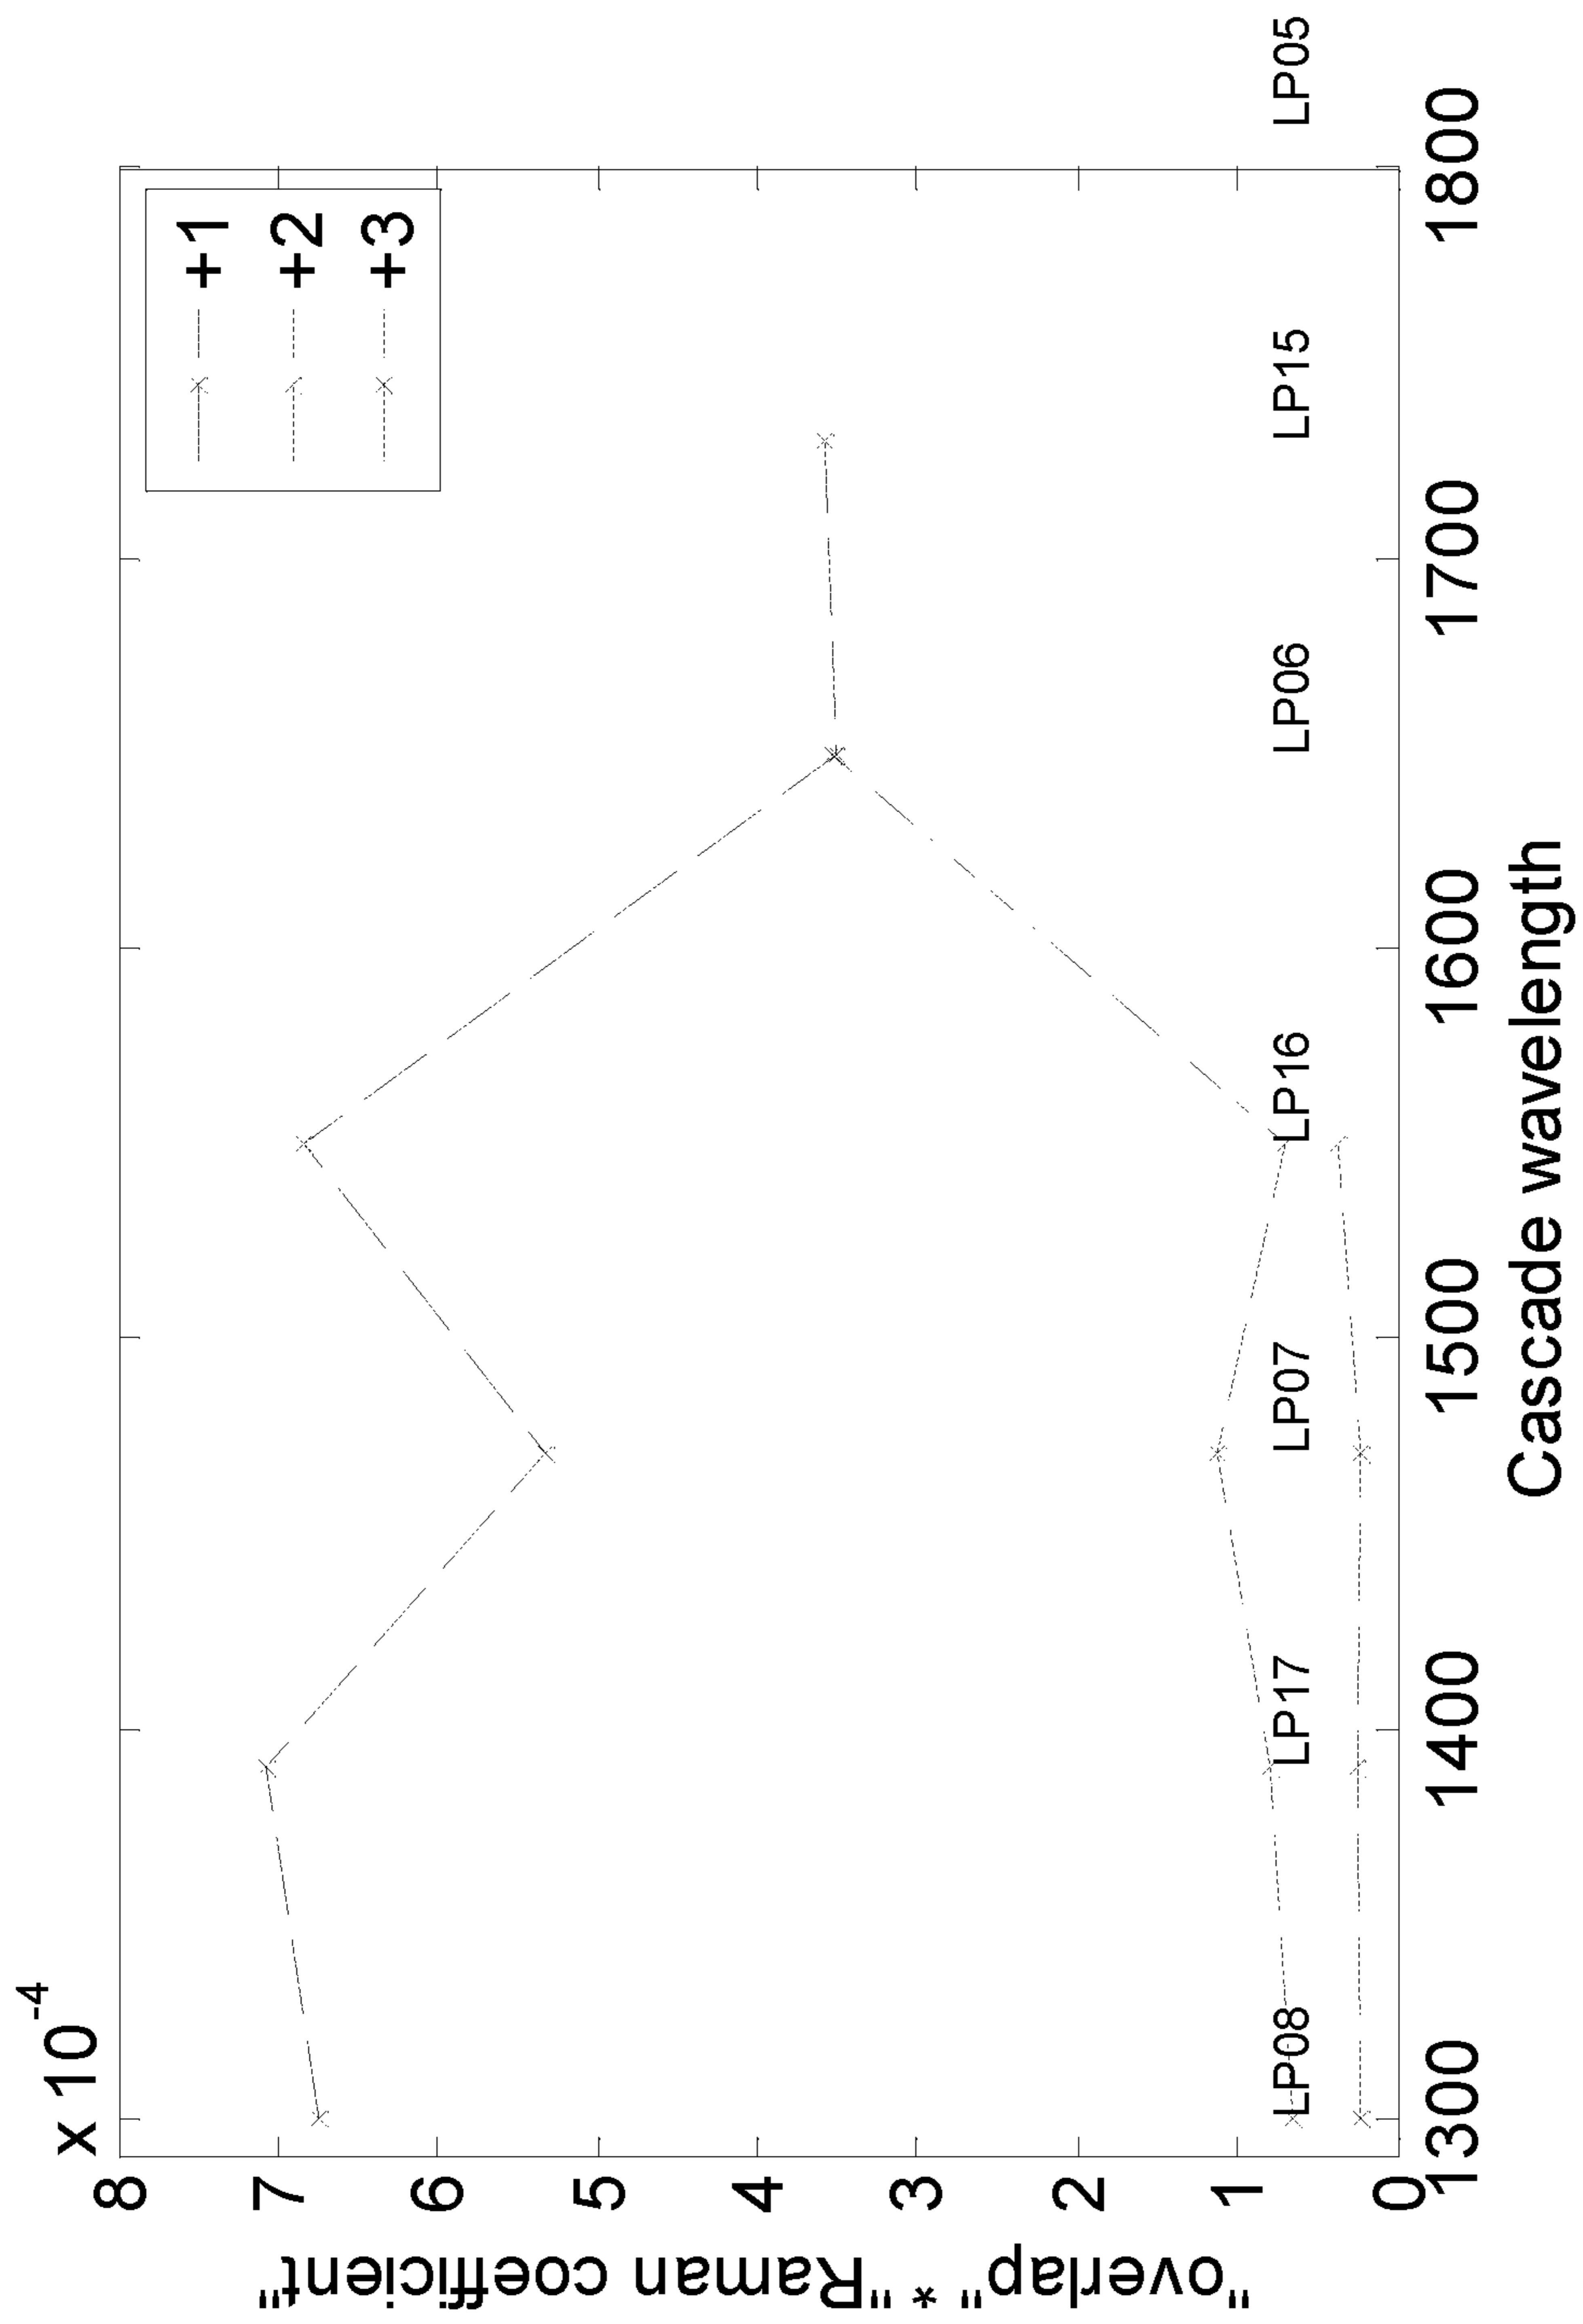 x 10-4
8
7
6
5
4
3
2
1
0
"overlap"*"Raman coefficient"
+1
+2
+3
LP08
LP17
LP07
LP16
LP06
LP15
LP05
1300
1400
1500
1600
1700
1800
Cascade wavelength